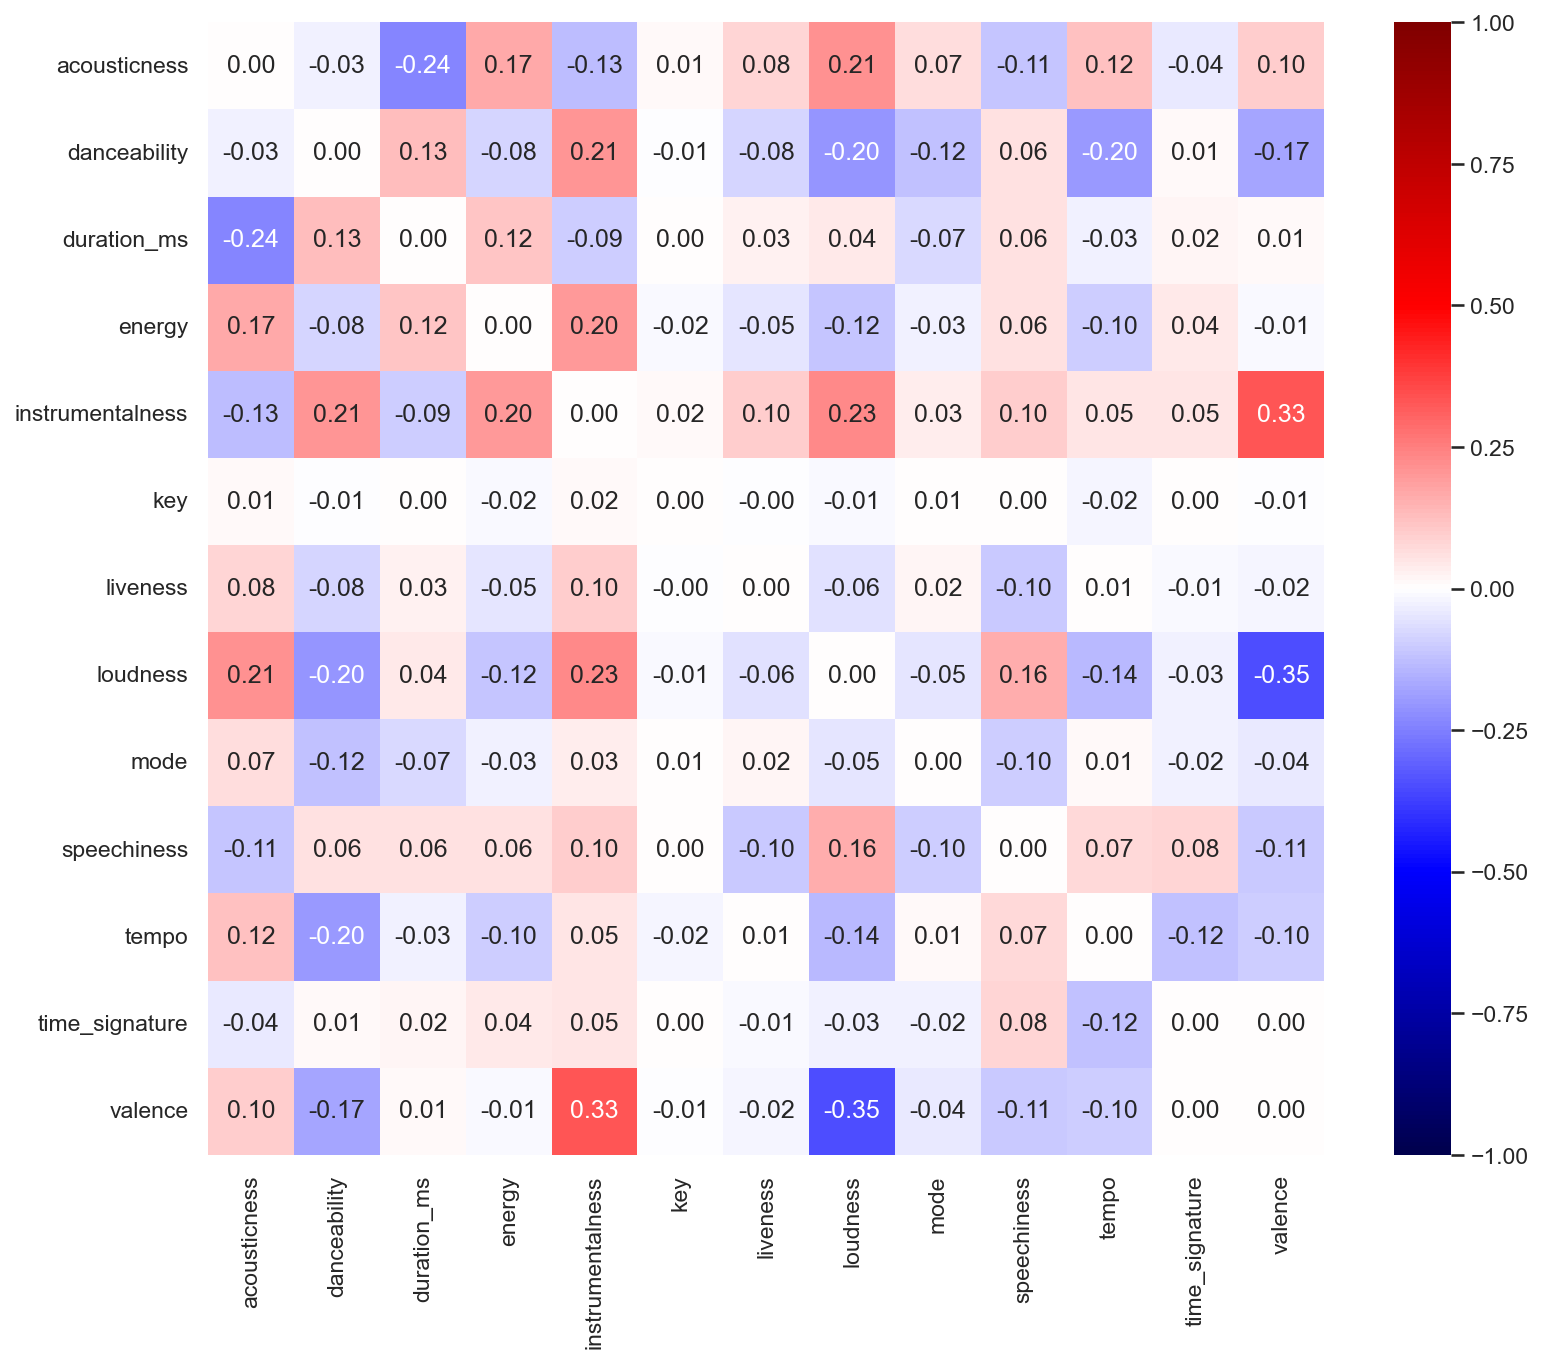 acousticness 0.00 -0.03 -0.24 0.17 -0.13 0.01 0.08 0.21 0.07 -0.11 0.12 -0.04 0.10
danceability -0.03 0.00 0.13 -0.08 0.21 -0.01 -0.08 -0.20 -0.12 0.06 -0.20 0.01 -0.17
duration_ms -0.24 0.13 0.00 0.12 -0.09 0.00 0.03 0.04 -0.07 0.06 -0.03 0.02 0.01
energy 0.17 -0.08 0.12 0.00 0.20 -0.02 -0.05 -0.12 -0.03 0.06 -0.10 0.04 -0.01
instrumentalness -0.13 0.21 -0.09 0.20 0.00 0.02 0.10 0.23 0.03 0.10 0.05 0.05 0.33
key 0.01 -0.01 0.00 -0.02 0.02 0.00 -0.00 -0.01 0.01 0.00 -0.02 0.00 -0.01
liveness 0.08 -0.08 0.03 -0.05 0.10 -0.00 0.00 -0.06 0.02 -0.10 0.01 -0.01 -0.02
loudness 0.21 -0.20 0.04 -0.12 0.23 -0.01 -0.06 0.00 -0.05 0.16 -0.14 -0.03 -0.35
mode 0.07 -0.12 -0.07 -0.03 0.03 0.01 0.02 -0.05 0.00 -0.10 0.01 -0.02 -0.04
speechiness -0.11 0.06 0.06 0.06 0.10 0.00 -0.10 0.16 -0.10 0.00 0.07 0.08 -0.11
tempo 0.12 -0.20 -0.03 -0.10 0.05 -0.02 0.01 -0.14 0.01 0.07 0.00 -0.12 -0.10
time_signature -0.04 0.01 0.02 0.04 0.05 0.00 -0.01 -0.03 -0.02 0.08 -0.12 0.00 0.00
valence 0.10 -0.17 0.01 -0.01 0.33 -0.01 -0.02 -0.35 -0.04 -0.11 -0.10 0.00 0.00
acousticness
danceability
duration_ms
energy
instrumentalness
key
liveness
loudness
mode
speechiness
tempo
time_signature
valence
1.00
0.75
0.50
0.25
0.00
−0.25
−0.50
−0.75
−1.00